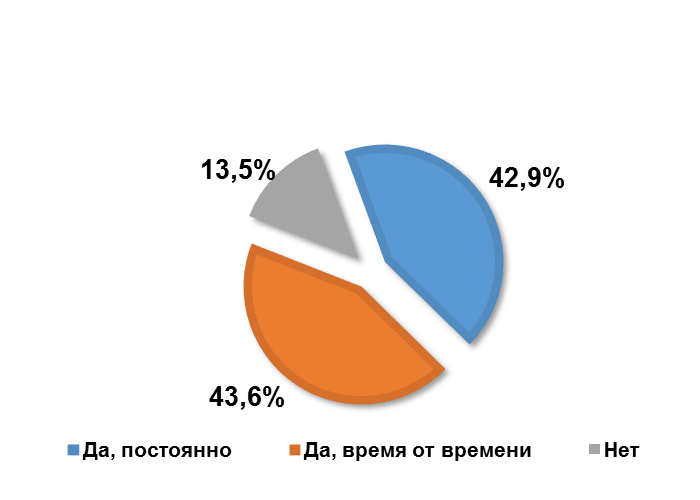 13,5%
42,9%
43,6%
Да, постоянно
Да, время от времени
Нет